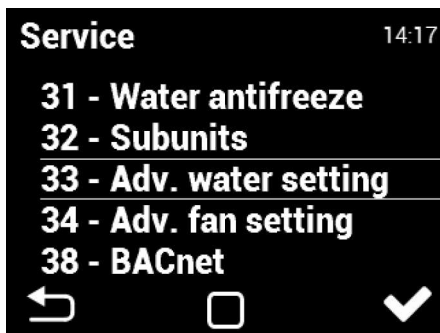 Service 14:17
31 - Water antifreeze
32 - Subunits
33 - Adv. water setting
34 - Adv. fan setting
38 - BACnet